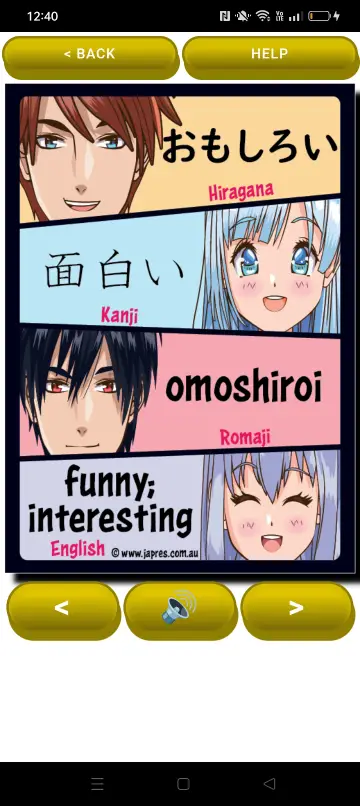 12:40
< BACK
HELP
おもしろい
Hiragana
面白い
Kanji
omoshiroi
Romaji
funny;
interesting
English
© www.japres.com.au
<
>